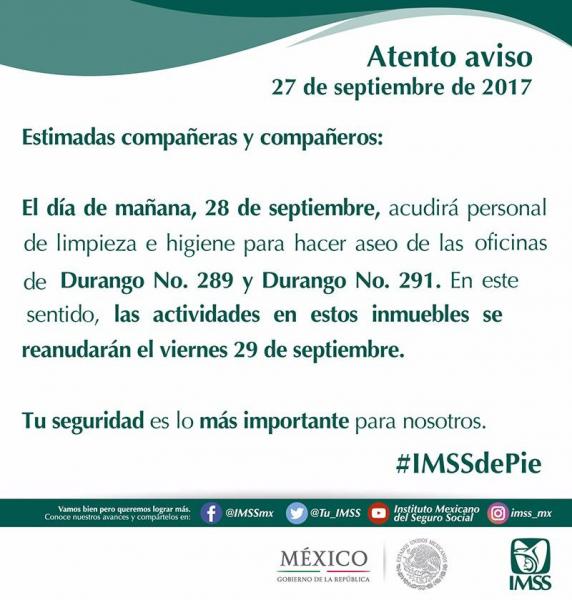 Atento aviso
27 de septiembre de 2017
Estimadas compañeras y compañeros:
El día de mañana, 28 de septiembre, acudirá personal
de limpieza e higiene para hacer aseo de las oficinas
de Durango No. 289 y Durango No. 291. En este
sentido, las actividades en estos inmuebles se
reanudarán el viernes 29 de septiembre.
Tu seguridad es lo más importante para nosotros.
#IMSSdePie
Vamos bien pero queremos lograr más.
Conoce nuestros avances y compártelos en:
@IMSSmx
@Tu_IMSS
Instituto Mexicano
del Seguro Social
imss_mx
MÉXICO
GOBIERNO DE LA REPÚBLICA
ESTADOS UNIDOS MEXICANOS
IMSS